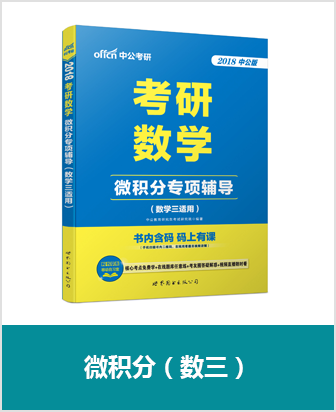 offcn 中公考研
2018 中公版
考研
数学
微积分专项辅导
(数学三适用)
书内含码 码上有课
世界图书出版公司
2018 考研数学 微积分专项辅导(数学三适用)
微积分(数三)